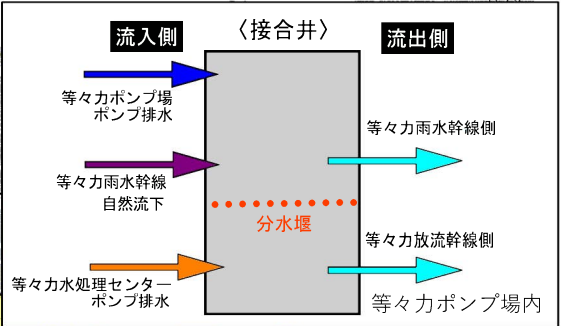 〈接合井〉
流入側
流出側
等々力ポンプ場
ポンプ排水
等々力雨水幹線側
等々力雨水幹線
自然流下
分水堰
等々力放流幹線側
等々力水処理センター
ポンプ排水
等々力ポンプ場内